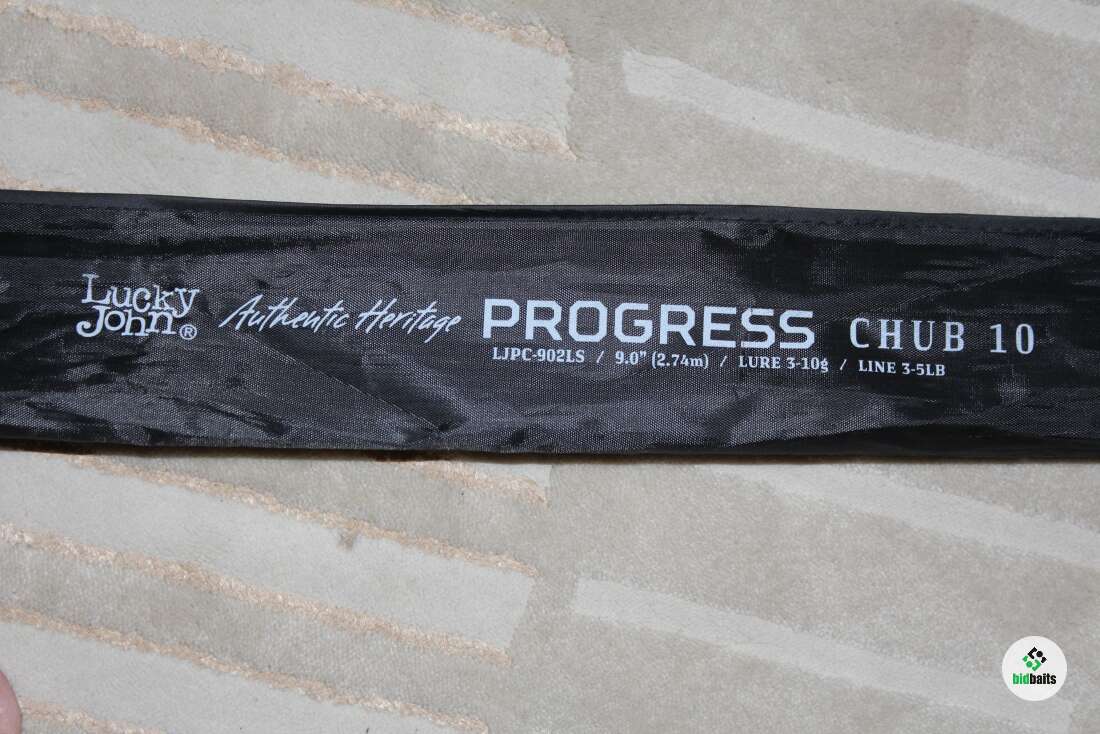 Lucky
John® Authentic Heritage PROGRESS CHUB 10
LJPC-902LS / 9.0" (2.74m) / LURE 3-10g / LINE 3-5LB
bidbaits